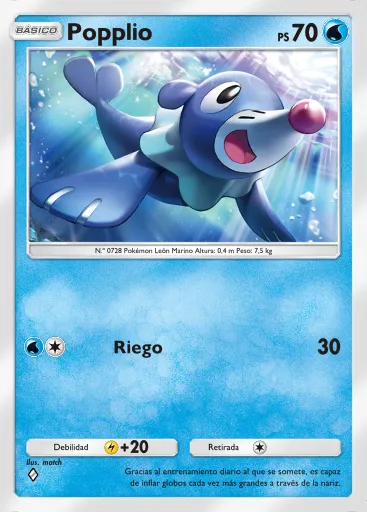 BÁSICO Popplio PS 70
N.º 0728 Pokémon León Marino Altura: 0,4 m Peso: 7,5 kg
Riego 30
Debilidad +20 Retirada
Ilus. match
Gracias al entrenamiento diario al que se somete, es capaz
de inflar globos cada vez más grandes a través de la nariz.